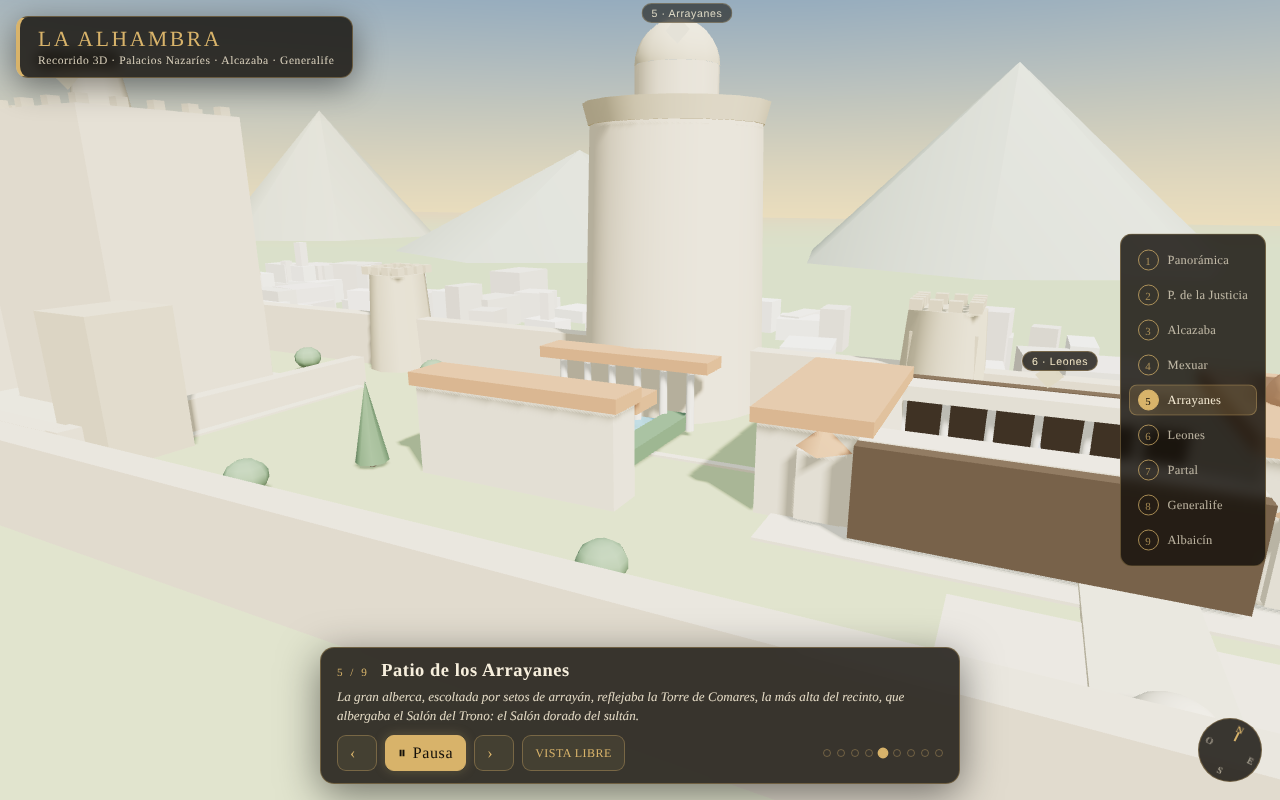 5 · Arrayanes
LA ALHAMBRA
Recorrido 3D · Palacios Nazaríes · Alcazaba · Generalife
1 Panorámica
2 P. de la Justicia
3 Alcazaba
4 Mexuar
5 Arrayanes
6 Leones
7 Partal
8 Generalife
9 Albaicín
6 · Leones
5 / 9 Patio de los Arrayanes
La gran alberca, escoltada por setos de arrayán, reflejaba la Torre de Comares, la más alta del recinto, que
albergaba el Salón del Trono: el Salón dorado del sultán.
‹ ⏸ Pausa › VISTA LIBRE
N
O
E
S